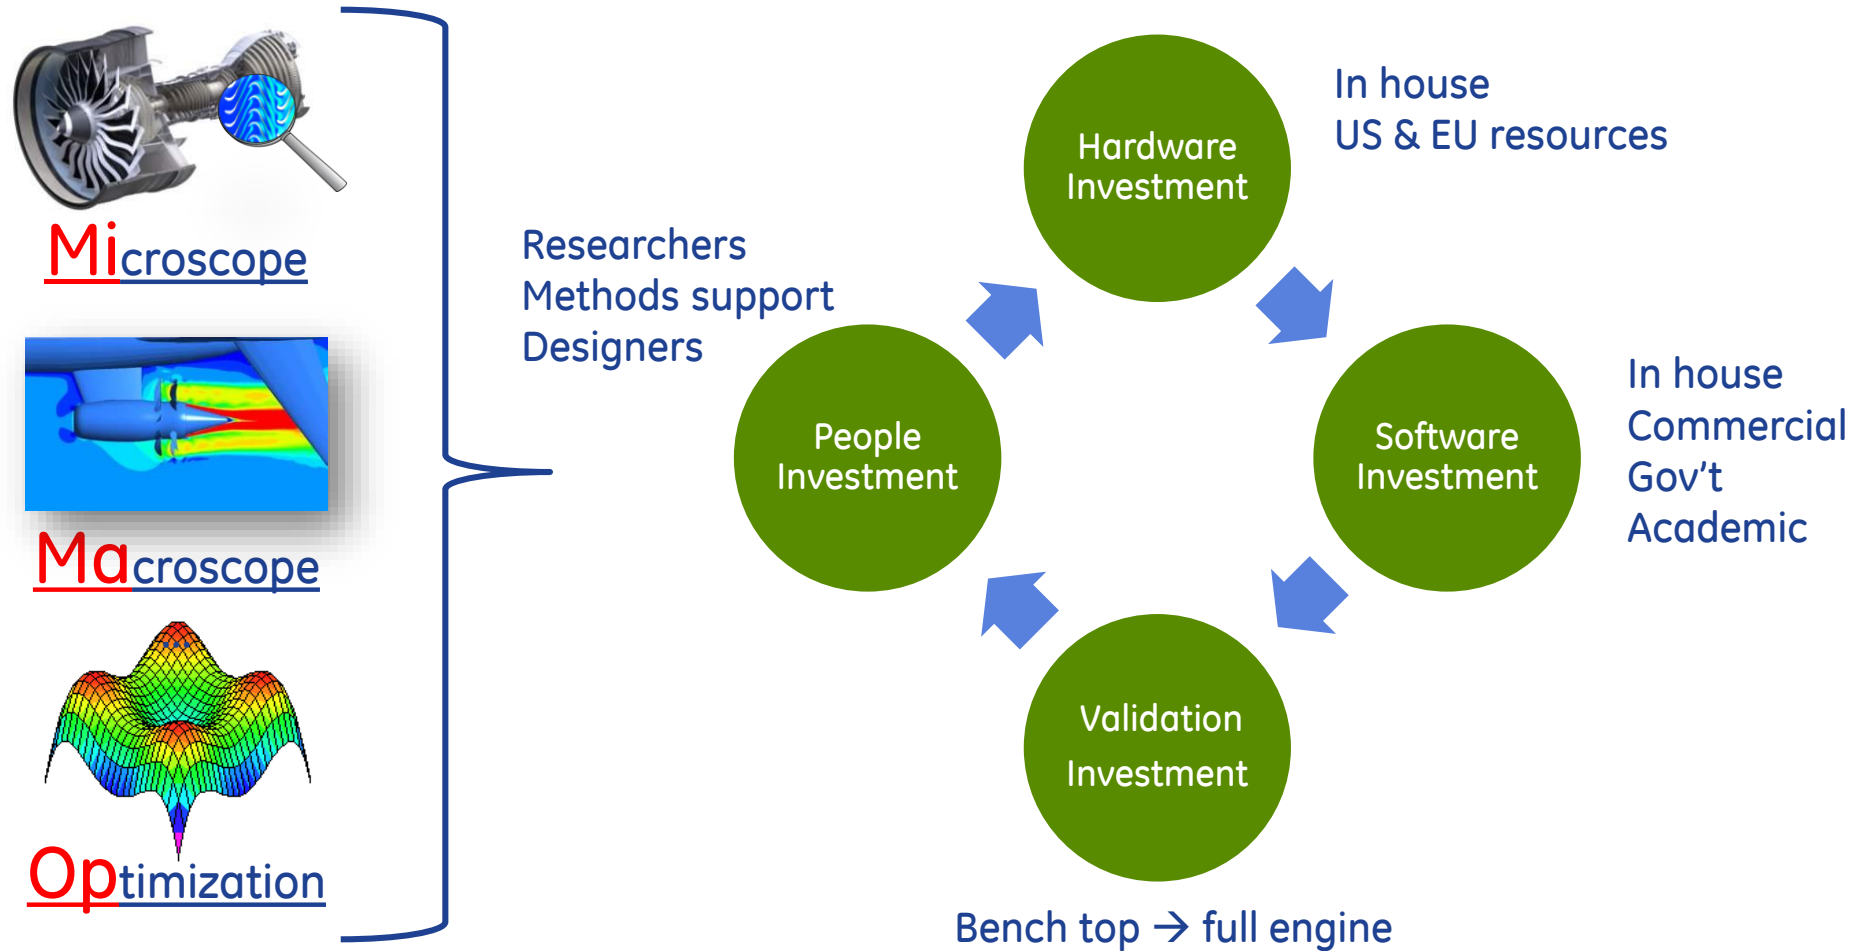 Microscope
Macroscope
Optimization
Researchers
Methods support
Designers
Hardware
Investment
In house
US & EU resources
People
Investment
Software
Investment
In house
Commercial
Gov’t
Academic
Validation
Investment
Bench top → full engine